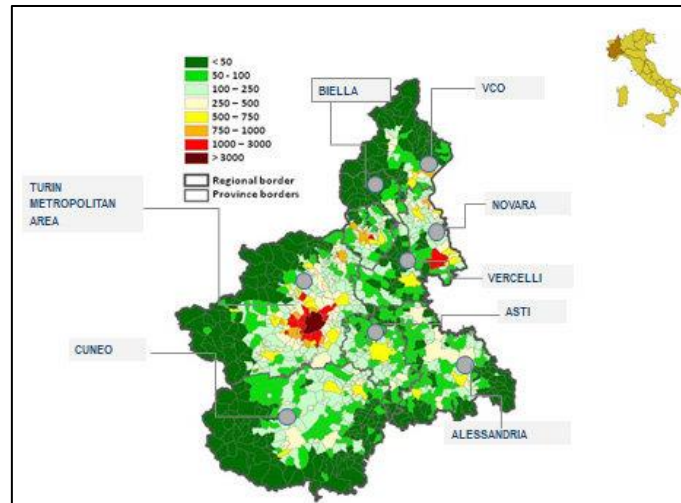 < 50
50 - 100
100 – 250
250 – 500
500 – 750
750 – 1000
1000 – 3000
> 3000
Regional border
Province borders
BIELLA
VCO
TURIN
METROPOLITAN
AREA
NOVARA
VERCELLI
ASTI
CUNEO
ALESSANDRIA